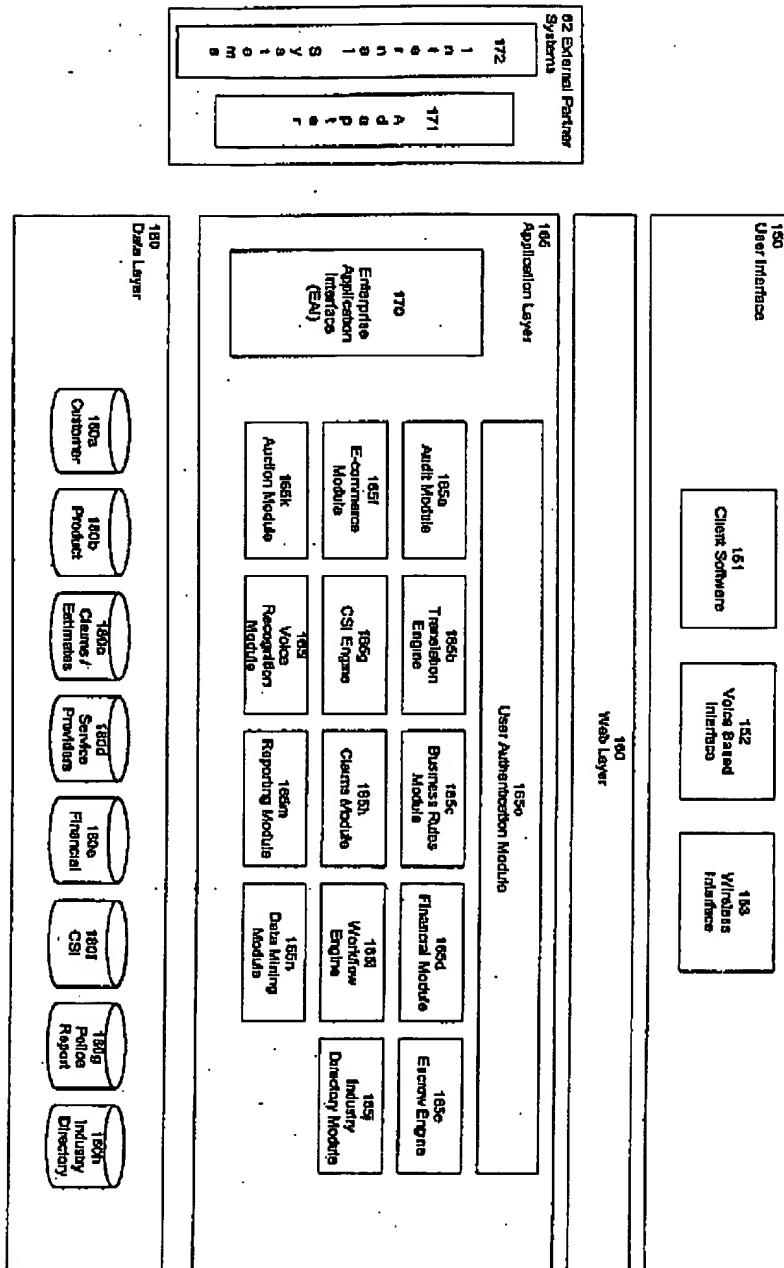 150
User Interface
151
Client Software
152
Voice Based
Interface
153
Wireless
Interface
160
Web Layer
62 External Partner
Systems
172
I n t e r n a l S y s t e m s
171
A d a p t e r
165
Application Layer
170
Enterprise
Application
Interface
(EAI)
165o
User Authentication Module
165a
Audit Module
165b
Translation
Engine
165c
Business Rules
Module
165d
Financial Module
165e
Escrow Engine
165f
E-commerce
Module
165g
CSI Engine
165h
Claims Module
165i
Workflow
Engine
165j
Industry
Directory Module
165k
Auction Module
165l
Voice
Recognition
Module
165m
Reporting Module
165n
Data Mining
Module
180
Data Layer
180a
Customer
180b
Product
180c
Claims /
Estimates
180d
Service
Providers
180e
Financial
180f
CSI
180g
Police
Report
180h
Industry
Directory